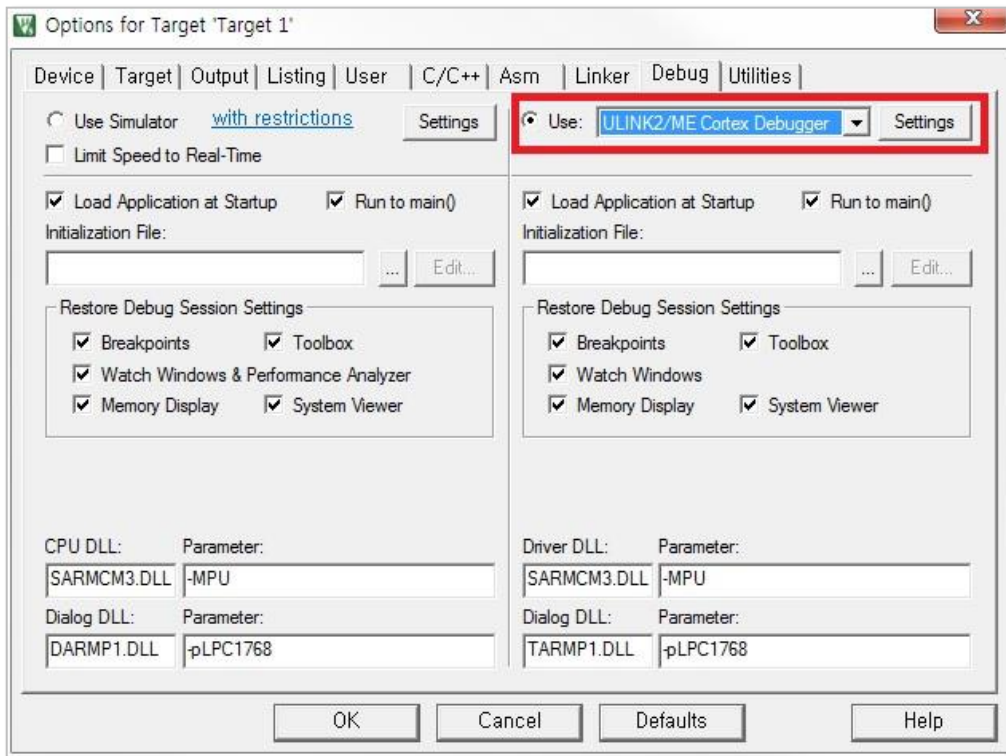 Options for Target 'Target 1'
Device | Target | Output | Listing | User | C/C++ | Asm | Linker Debug | Utilities |
Use Simulator with restrictions Settings
Limit Speed to Real-Time
Use: ULINK2/ME Cortex Debugger Settings
Load Application at Startup Run to main()
Initialization File:
... Edit...
Restore Debug Session Settings
Breakpoints Toolbox
Watch Windows & Performance Analyzer
Memory Display System Viewer
Load Application at Startup Run to main()
Initialization File:
... Edit...
Restore Debug Session Settings
Breakpoints Toolbox
Watch Windows
Memory Display System Viewer
CPU DLL: Parameter:
SARMCM3.DLL -MPU
Dialog DLL: Parameter:
DARMP1.DLL -pLPC1768
Driver DLL: Parameter:
SARMCM3.DLL -MPU
Dialog DLL: Parameter:
TARMP1.DLL -pLPC1768
OK Cancel Defaults Help